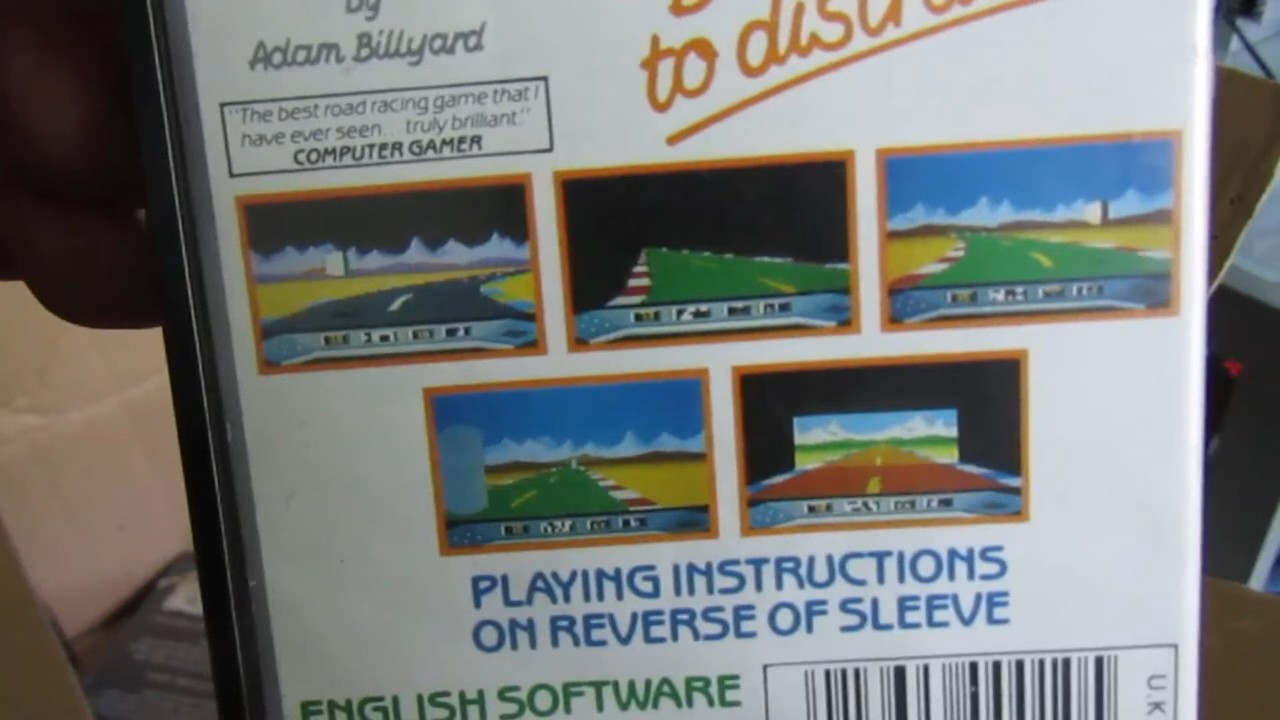 by
Adam Billyard
to
"The best road racing game that I
have ever seen... truly brilliant."
COMPUTER GAMER
PLAYING INSTRUCTIONS
ON REVERSE OF SLEEVE
ENGLISH SOFTWARE
U.K